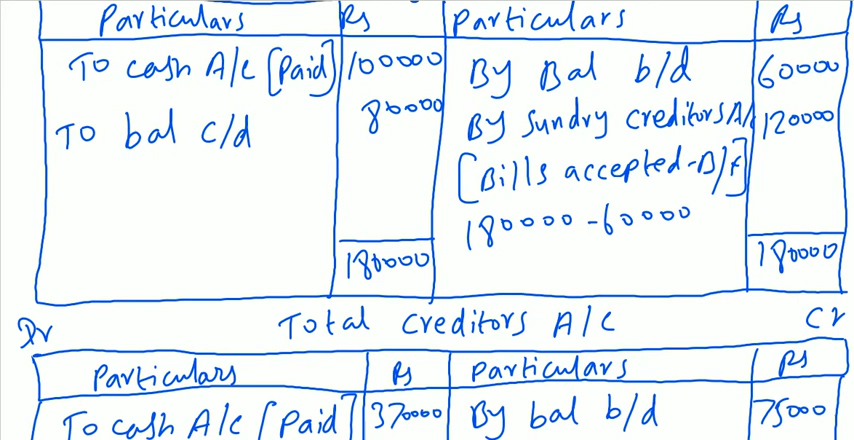 Particulars Rs Particulars Rs
To cash A/c [Paid] 100000 By Bal b/d 60000
To bal c/d 80000 By Sundry creditors A/c 120000
[Bills accepted-B/f]
180000-60000
180000 180000
Dr Total Creditors A/C Cr
Particulars Rs Particulars Rs
To cash A/c [Paid] 370000 By bal b/d 75000